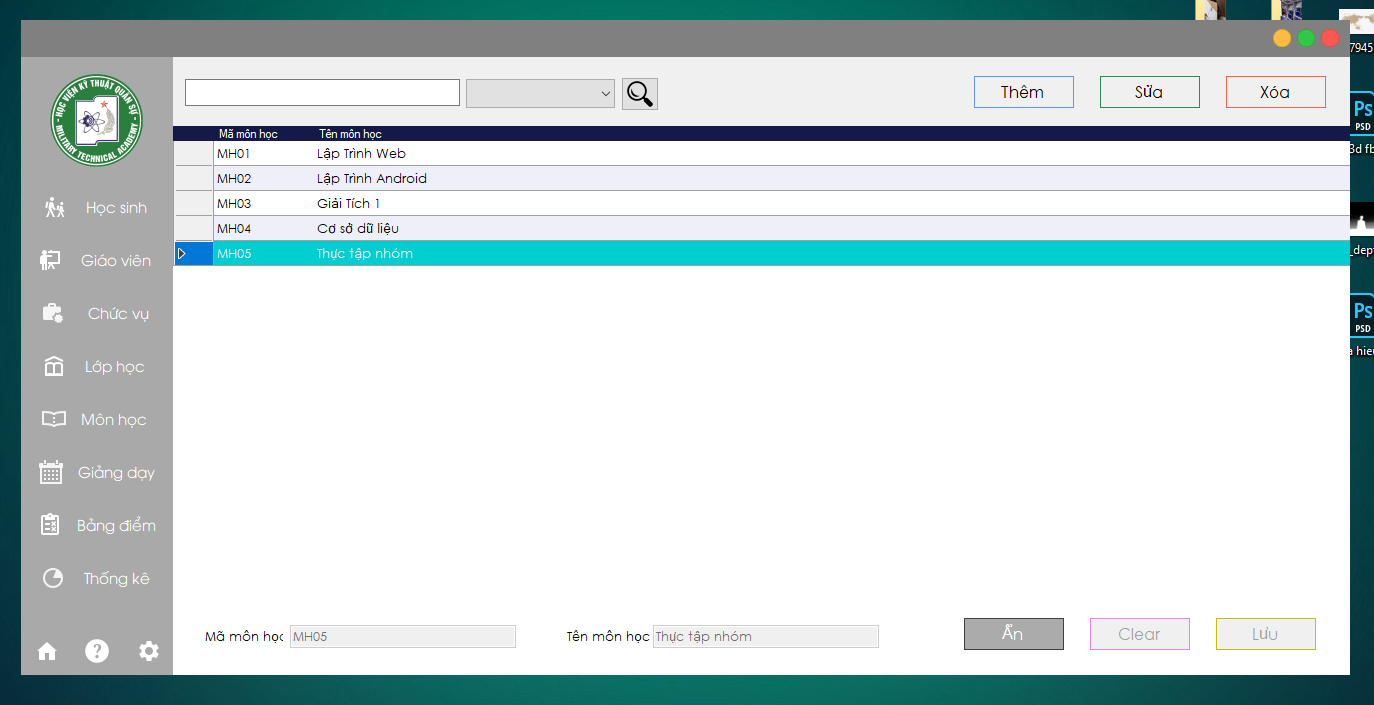 HỌC VIỆN KỸ THUẬT QUÂN SỰ
MILITARY TECHNICAL ACADEMY
Học sinh
Giáo viên
Chức vụ
Lớp học
Môn học
Giảng dạy
Bảng điểm
Thống kê
?
Thêm
Sửa
Xóa
Mã môn học Tên môn học
MH01 Lập Trình Web
MH02 Lập Trình Android
MH03 Giải Tích 1
MH04 Cơ sở dữ liệu
MH05 Thực tập nhóm
Mã môn học MH05
Tên môn học Thực tập nhóm
Ẩn
Clear
Lưu
7945
Ps
PSD
3d fb
_dept
Ps
PSD
a hieu